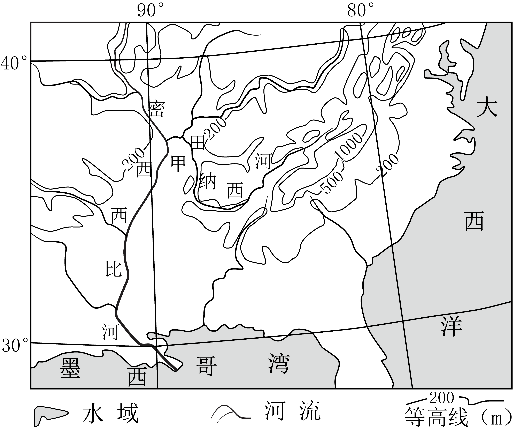 90° 80°
40°
大
西
洋
密
西
西
比
河
甲
田
纳
西
河
200
200
1000
500
200
30°
墨 西 哥 湾
水 域 河 流 200
等高线 (m)